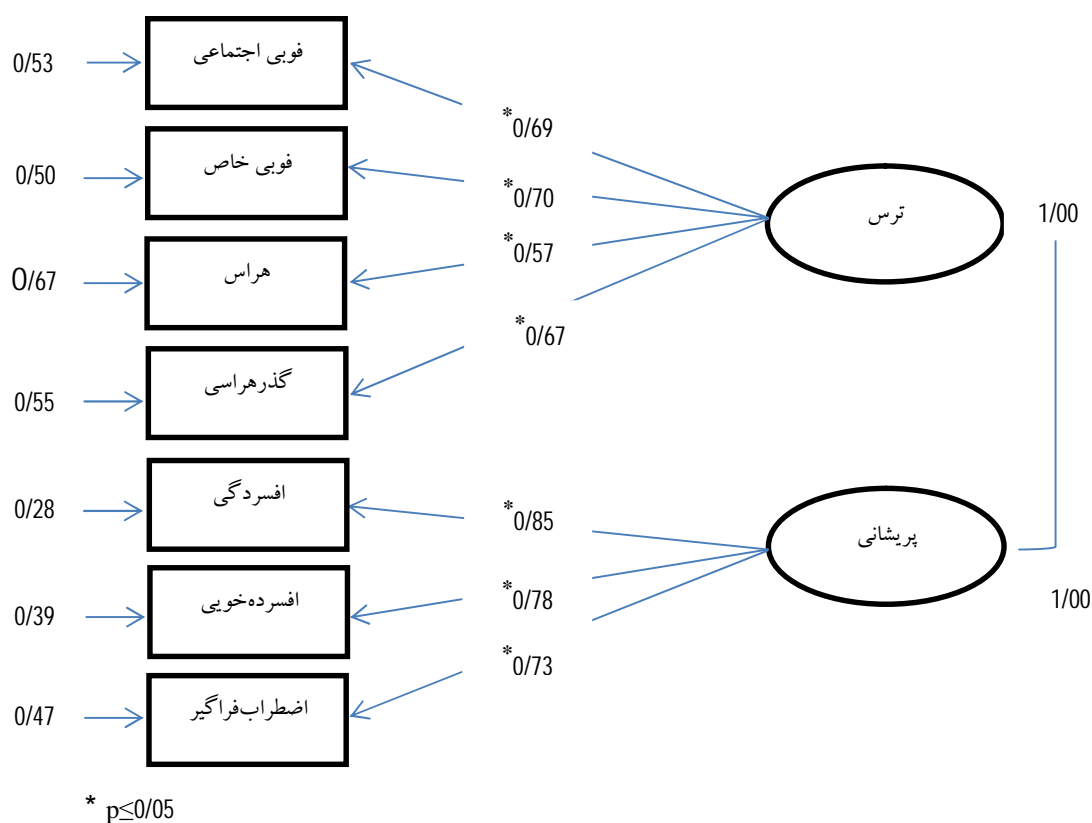 فوبی اجتماعی
0/53
*0/69
فوبی خاص
0/50
*0/70
ترس
1/00
*0/57
هراس
0/67
*0/67
گذرهراسی
0/55
افسردگی
0/28
*0/85
پریشانی
افسرده‌خویی
0/39
*0/78
1/00
*0/73
اضطراب‌فراگیر
0/47
* p≤0/05